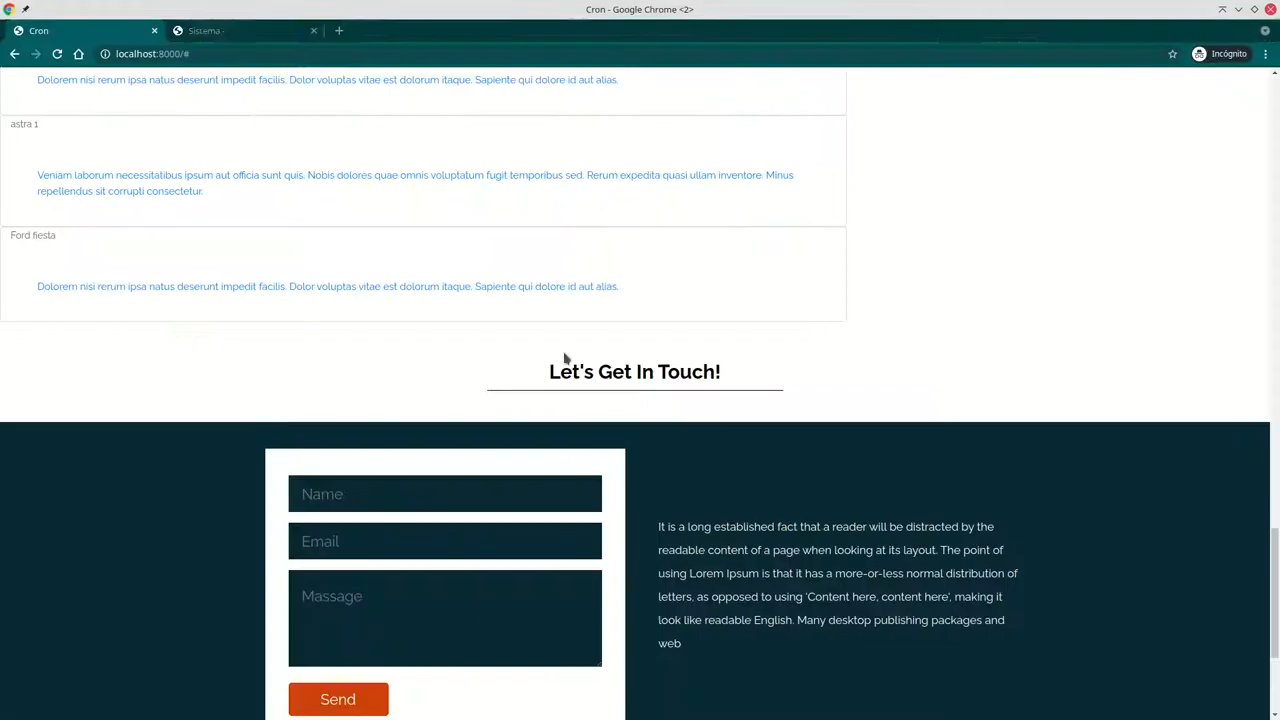 Cron - Google Chrome <2>
Cron
Sistema -
localhost:8000/#
Incógnito
Dolorem nisi rerum ipsa natus deserunt impedit facilis. Dolor voluptas vitae est dolorum itaque. Sapiente qui dolore id aut alias.
astra 1
Veniam laborum necessitatibus ipsum aut officia sunt quis. Nobis dolores quae omnis voluptatum fugit temporibus sed. Rerum expedita quasi ullam inventore. Minus
repellendus sit corrupti consectetur.
Ford fiesta
Dolorem nisi rerum ipsa natus deserunt impedit facilis. Dolor voluptas vitae est dolorum itaque. Sapiente qui dolore id aut alias.
Let's Get In Touch!
Name
Email
Massage
Send
It is a long established fact that a reader will be distracted by the
readable content of a page when looking at its layout. The point of
using Lorem Ipsum is that it has a more-or-less normal distribution of
letters, as opposed to using 'Content here, content here', making it
look like readable English. Many desktop publishing packages and
web